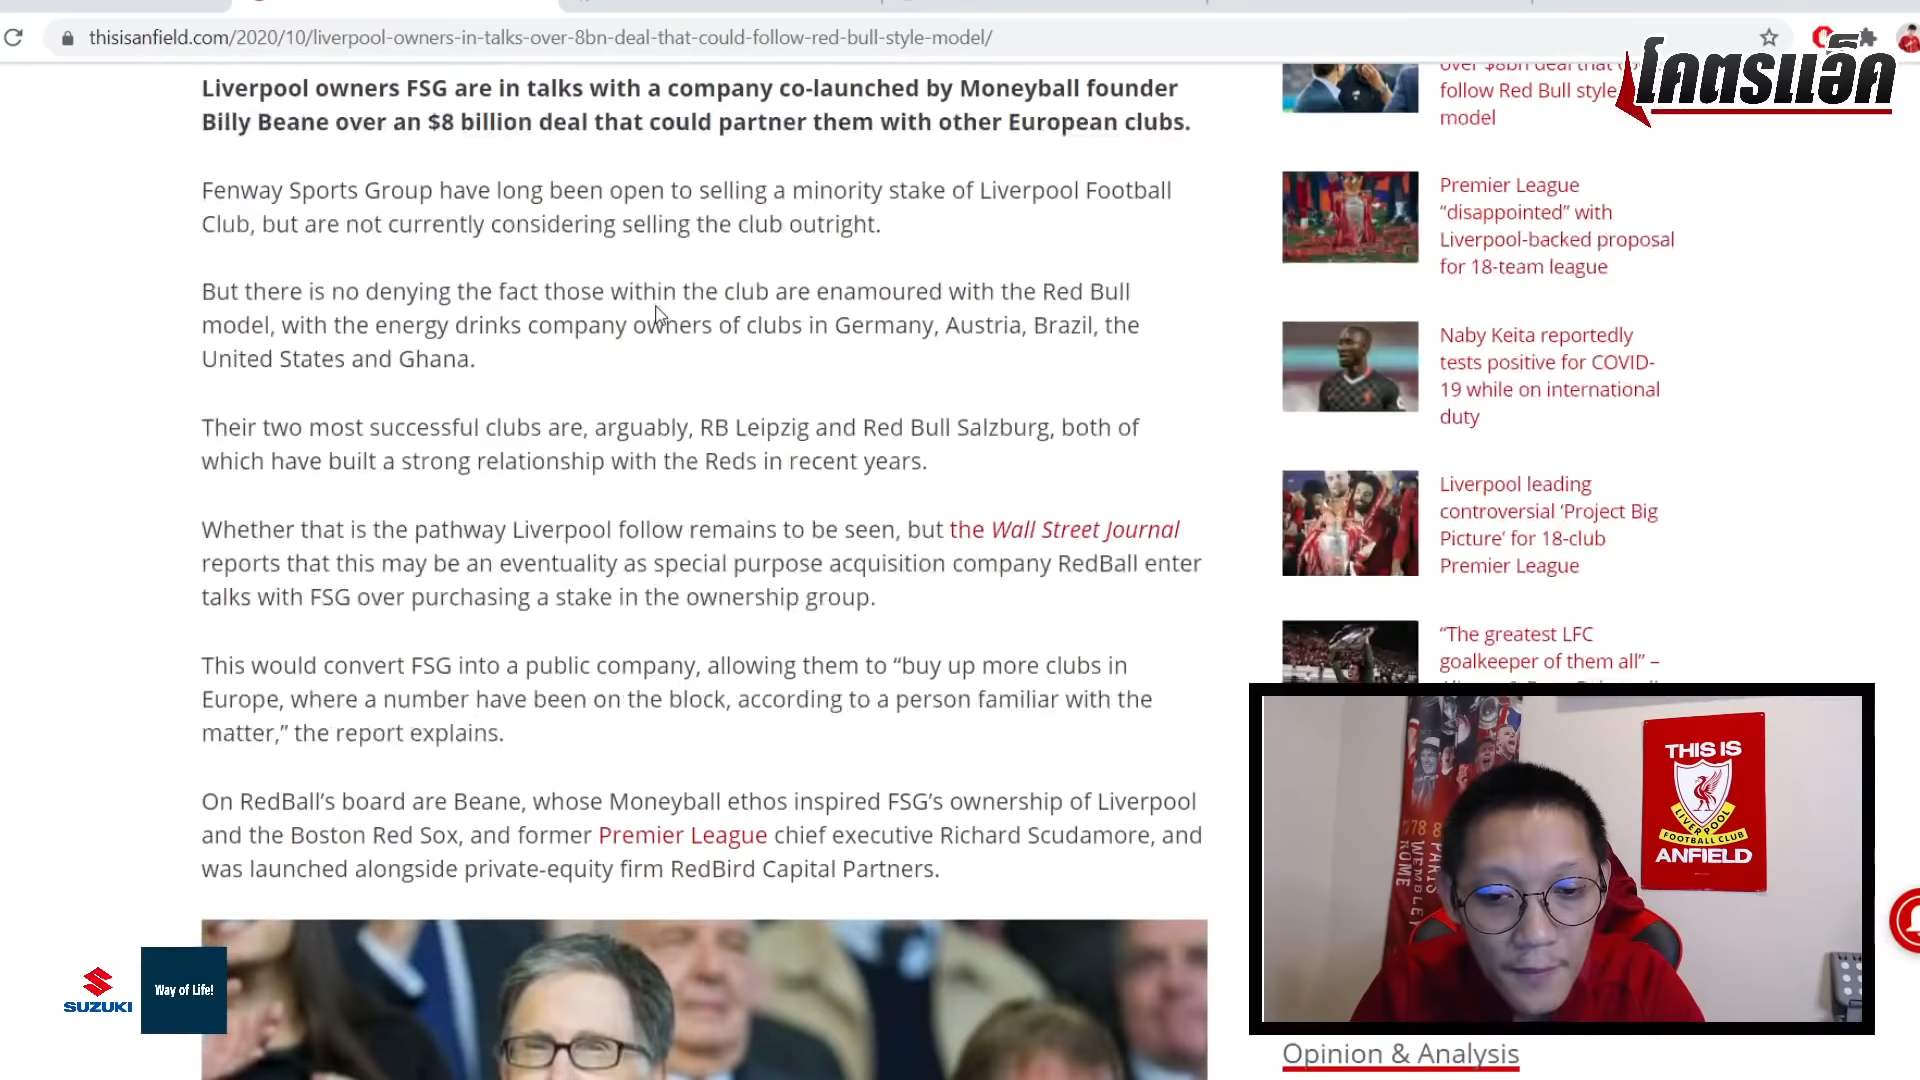 thisisanfield.com/2020/10/liverpool-owners-in-talks-over-8bn-deal-that-could-follow-red-bull-style-model/
โคตรแอ็ค
Liverpool owners FSG are in talks with a company co-launched by Moneyball founder
Billy Beane over an $8 billion deal that could partner them with other European clubs.
Fenway Sports Group have long been open to selling a minority stake of Liverpool Football
Club, but are not currently considering selling the club outright.
But there is no denying the fact those within the club are enamoured with the Red Bull
model, with the energy drinks company owners of clubs in Germany, Austria, Brazil, the
United States and Ghana.
Their two most successful clubs are, arguably, RB Leipzig and Red Bull Salzburg, both of
which have built a strong relationship with the Reds in recent years.
Whether that is the pathway Liverpool follow remains to be seen, but the Wall Street Journal
reports that this may be an eventuality as special purpose acquisition company RedBall enter
talks with FSG over purchasing a stake in the ownership group.
This would convert FSG into a public company, allowing them to “buy up more clubs in
Europe, where a number have been on the block, according to a person familiar with the
matter,” the report explains.
On RedBall’s board are Beane, whose Moneyball ethos inspired FSG’s ownership of Liverpool
and the Boston Red Sox, and former Premier League chief executive Richard Scudamore, and
was launched alongside private-equity firm RedBird Capital Partners.
over $8bn deal that
follow Red Bull style
model
Premier League
“disappointed” with
Liverpool-backed proposal
for 18-team league
Naby Keita reportedly
tests positive for COVID-
19 while on international
duty
Liverpool leading
controversial ‘Project Big
Picture’ for 18-club
Premier League
“The greatest LFC
goalkeeper of them all” –
THIS IS
LIVERPOOL
FOOTBALL CLUB
ANFIELD
PARIS
WEMBLEY
ROME
SUZUKI
Way of Life!
Opinion & Analysis